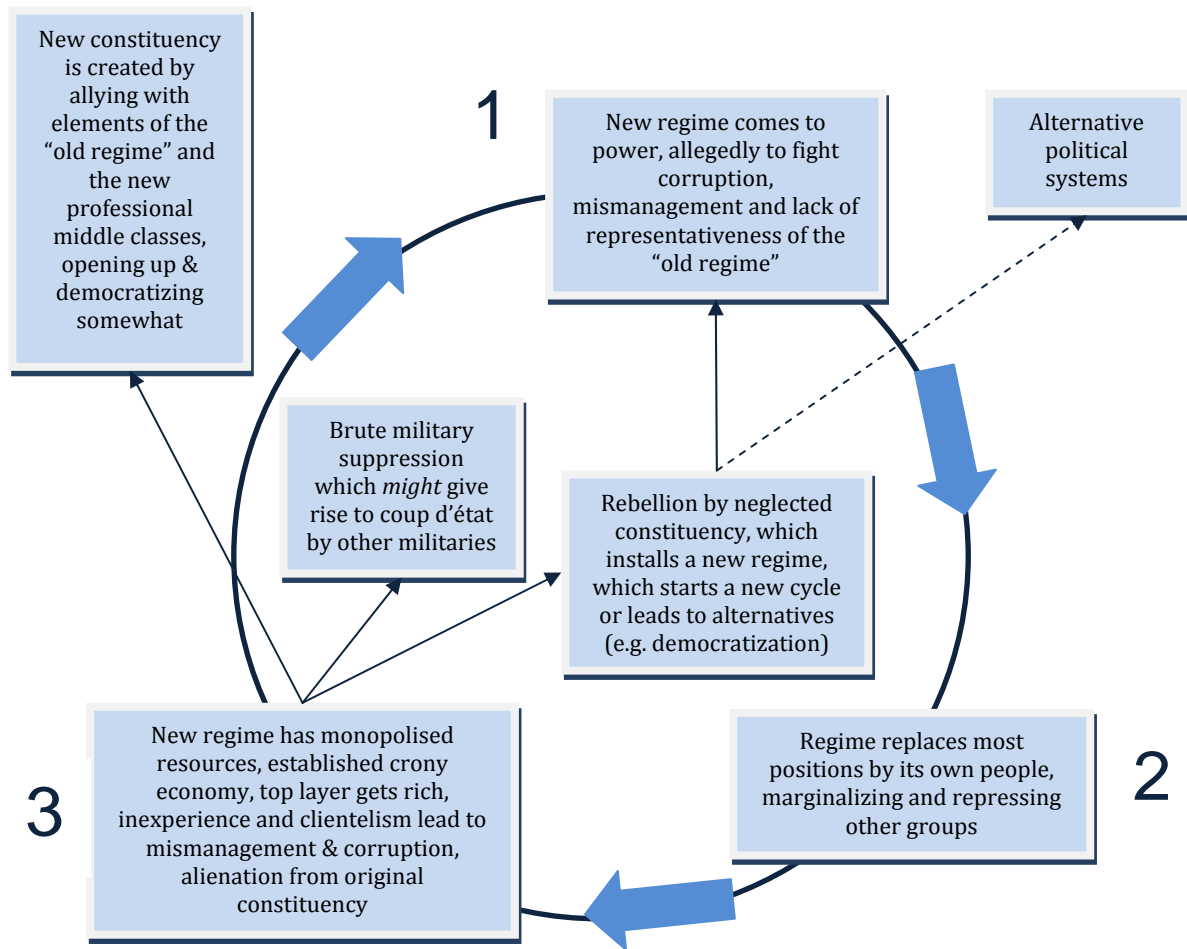 New constituency
is created by
allying with
elements of the
“old regime” and
the new
professional
middle classes,
opening up &
democratizing
somewhat
1
New regime comes to
power, allegedly to fight
corruption,
mismanagement and lack of
representativeness of the
“old regime”
Alternative
political
systems
Brute military
suppression
which might give
rise to coup d’état
by other militaries
Rebellion by neglected
constituency, which
installs a new regime,
which starts a new cycle
or leads to alternatives
(e.g. democratization)
Regime replaces most
positions by its own people,
marginalizing and repressing
other groups
2
3
New regime has monopolised
resources, established crony
economy, top layer gets rich,
inexperience and clientelism lead to
mismanagement & corruption,
alienation from original
constituency